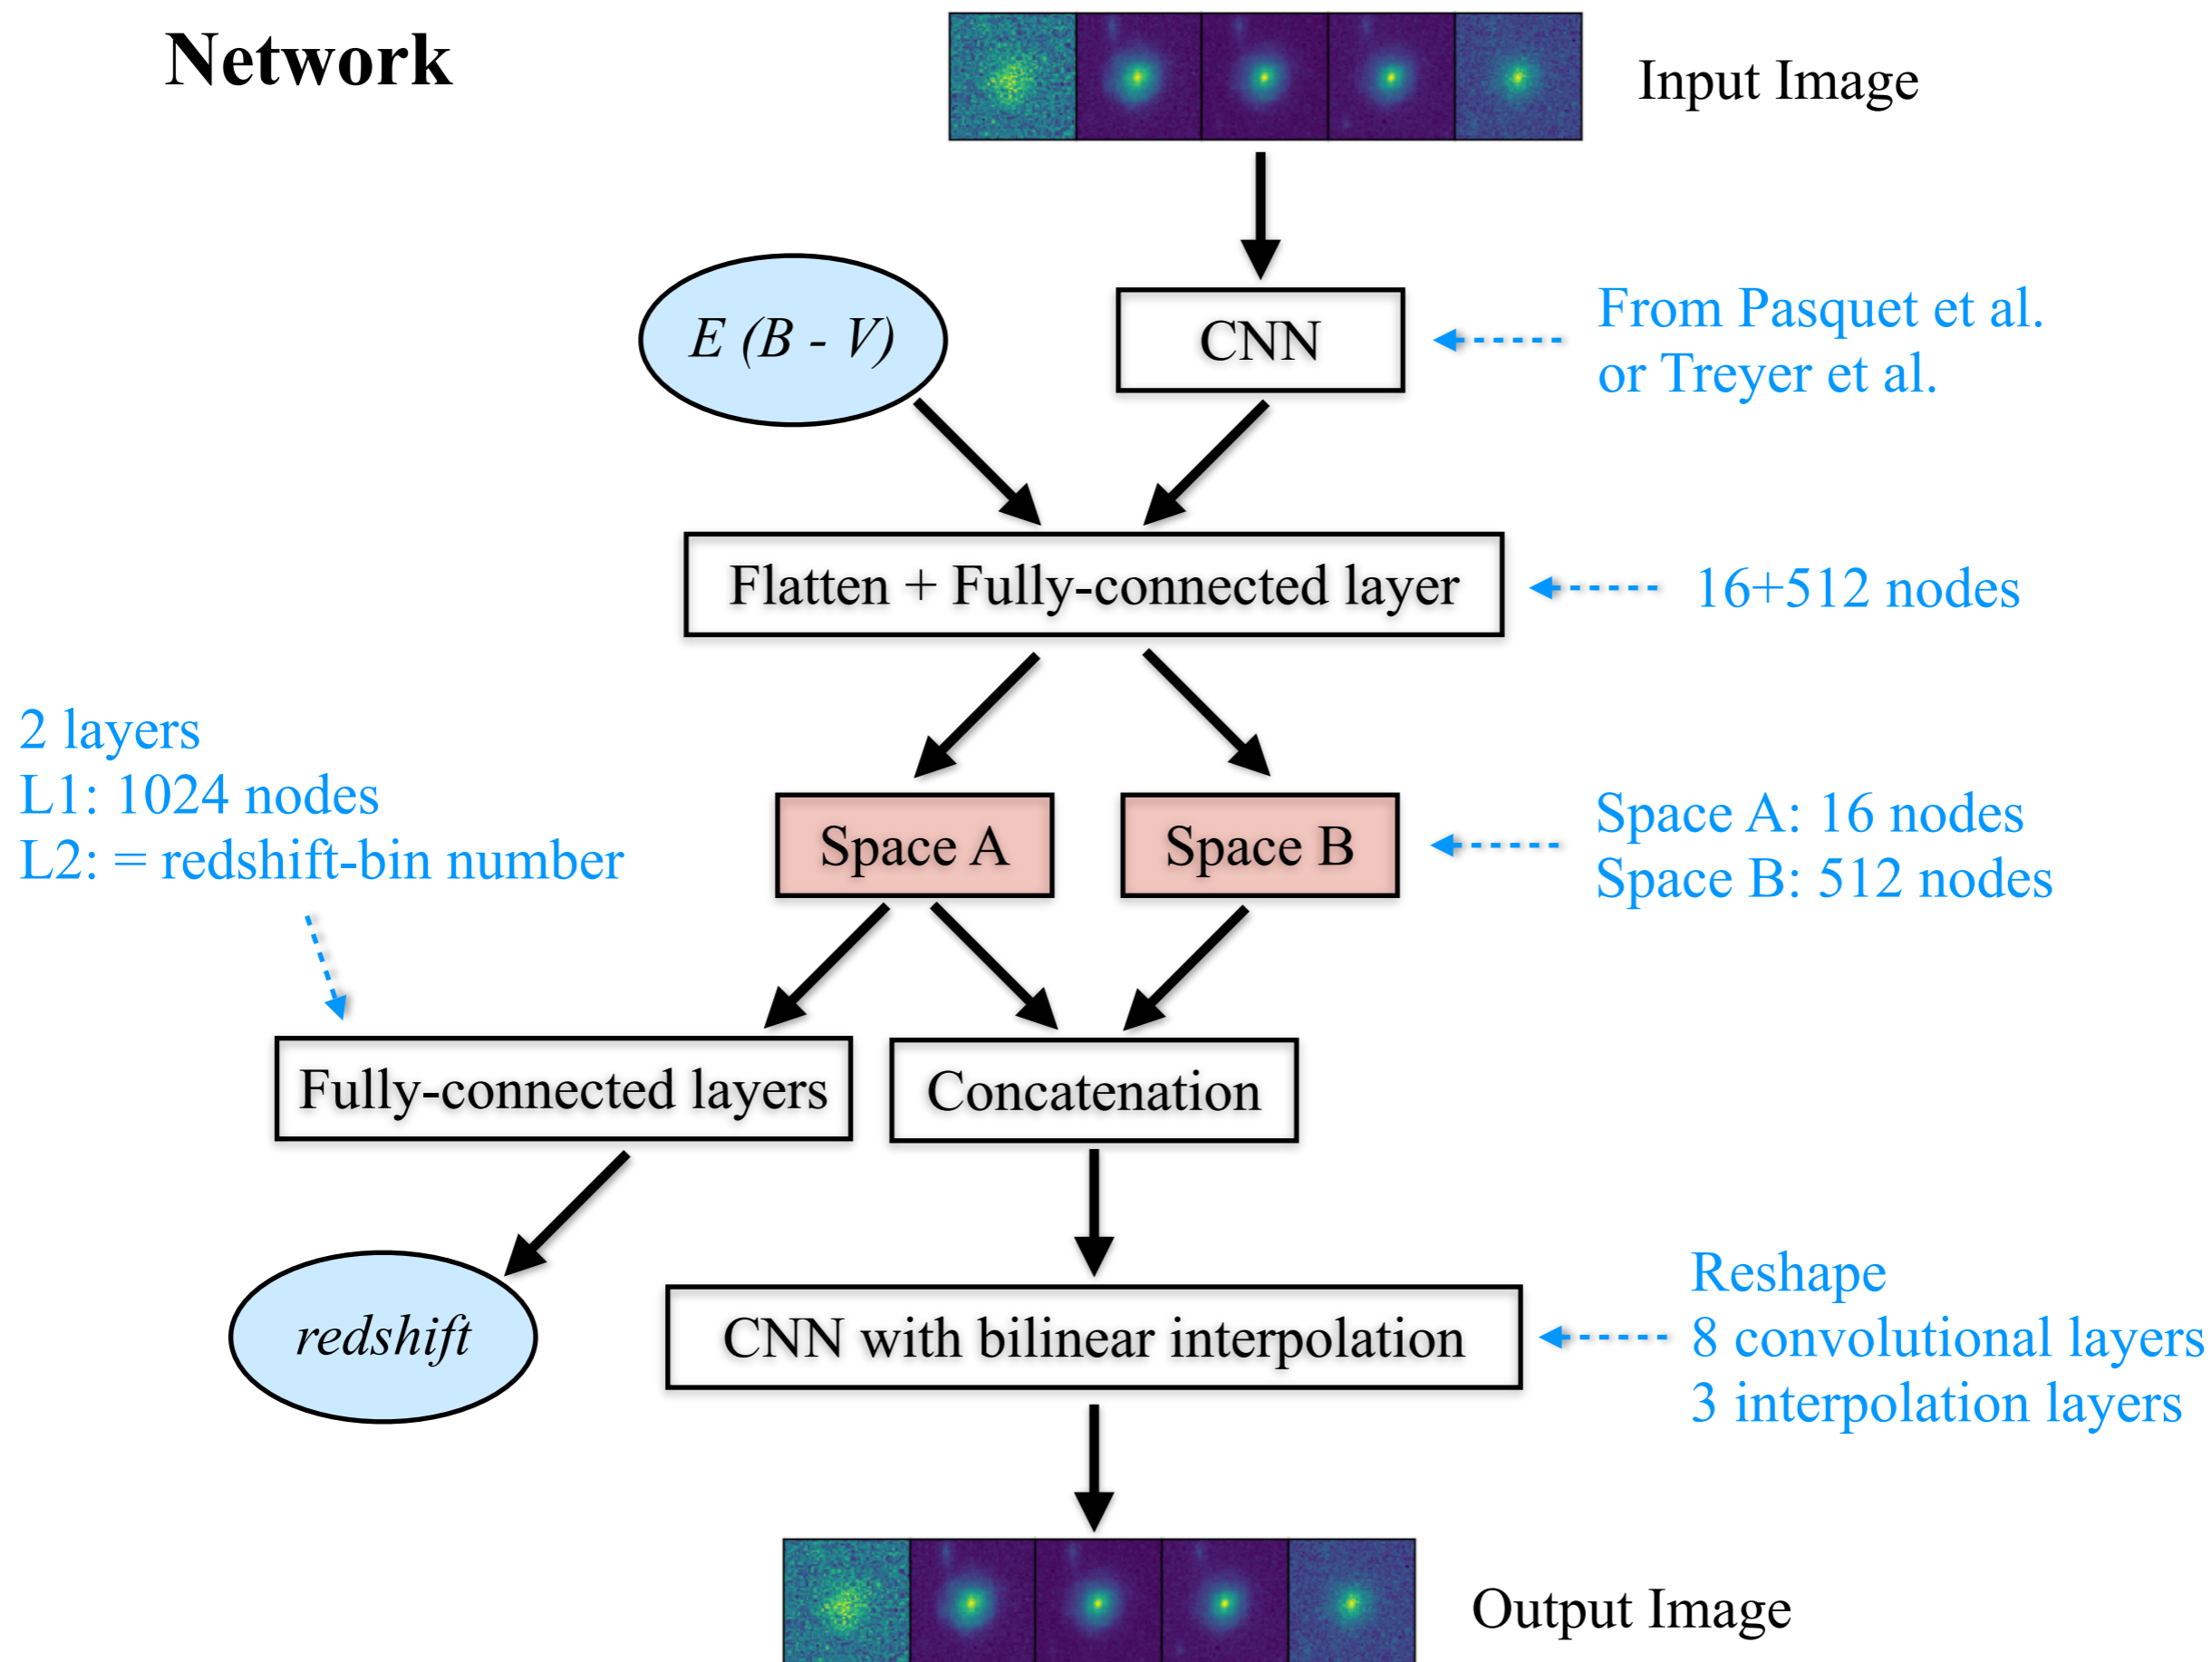 Network
Input Image
E (B - V)
CNN
From Pasquet et al.
or Treyer et al.
Flatten + Fully-connected layer
16+512 nodes
2 layers
L1: 1024 nodes
L2: = redshift-bin number
Space A
Space B
Space A: 16 nodes
Space B: 512 nodes
Fully-connected layers
Concatenation
redshift
CNN with bilinear interpolation
Reshape
8 convolutional layers
3 interpolation layers
Output Image